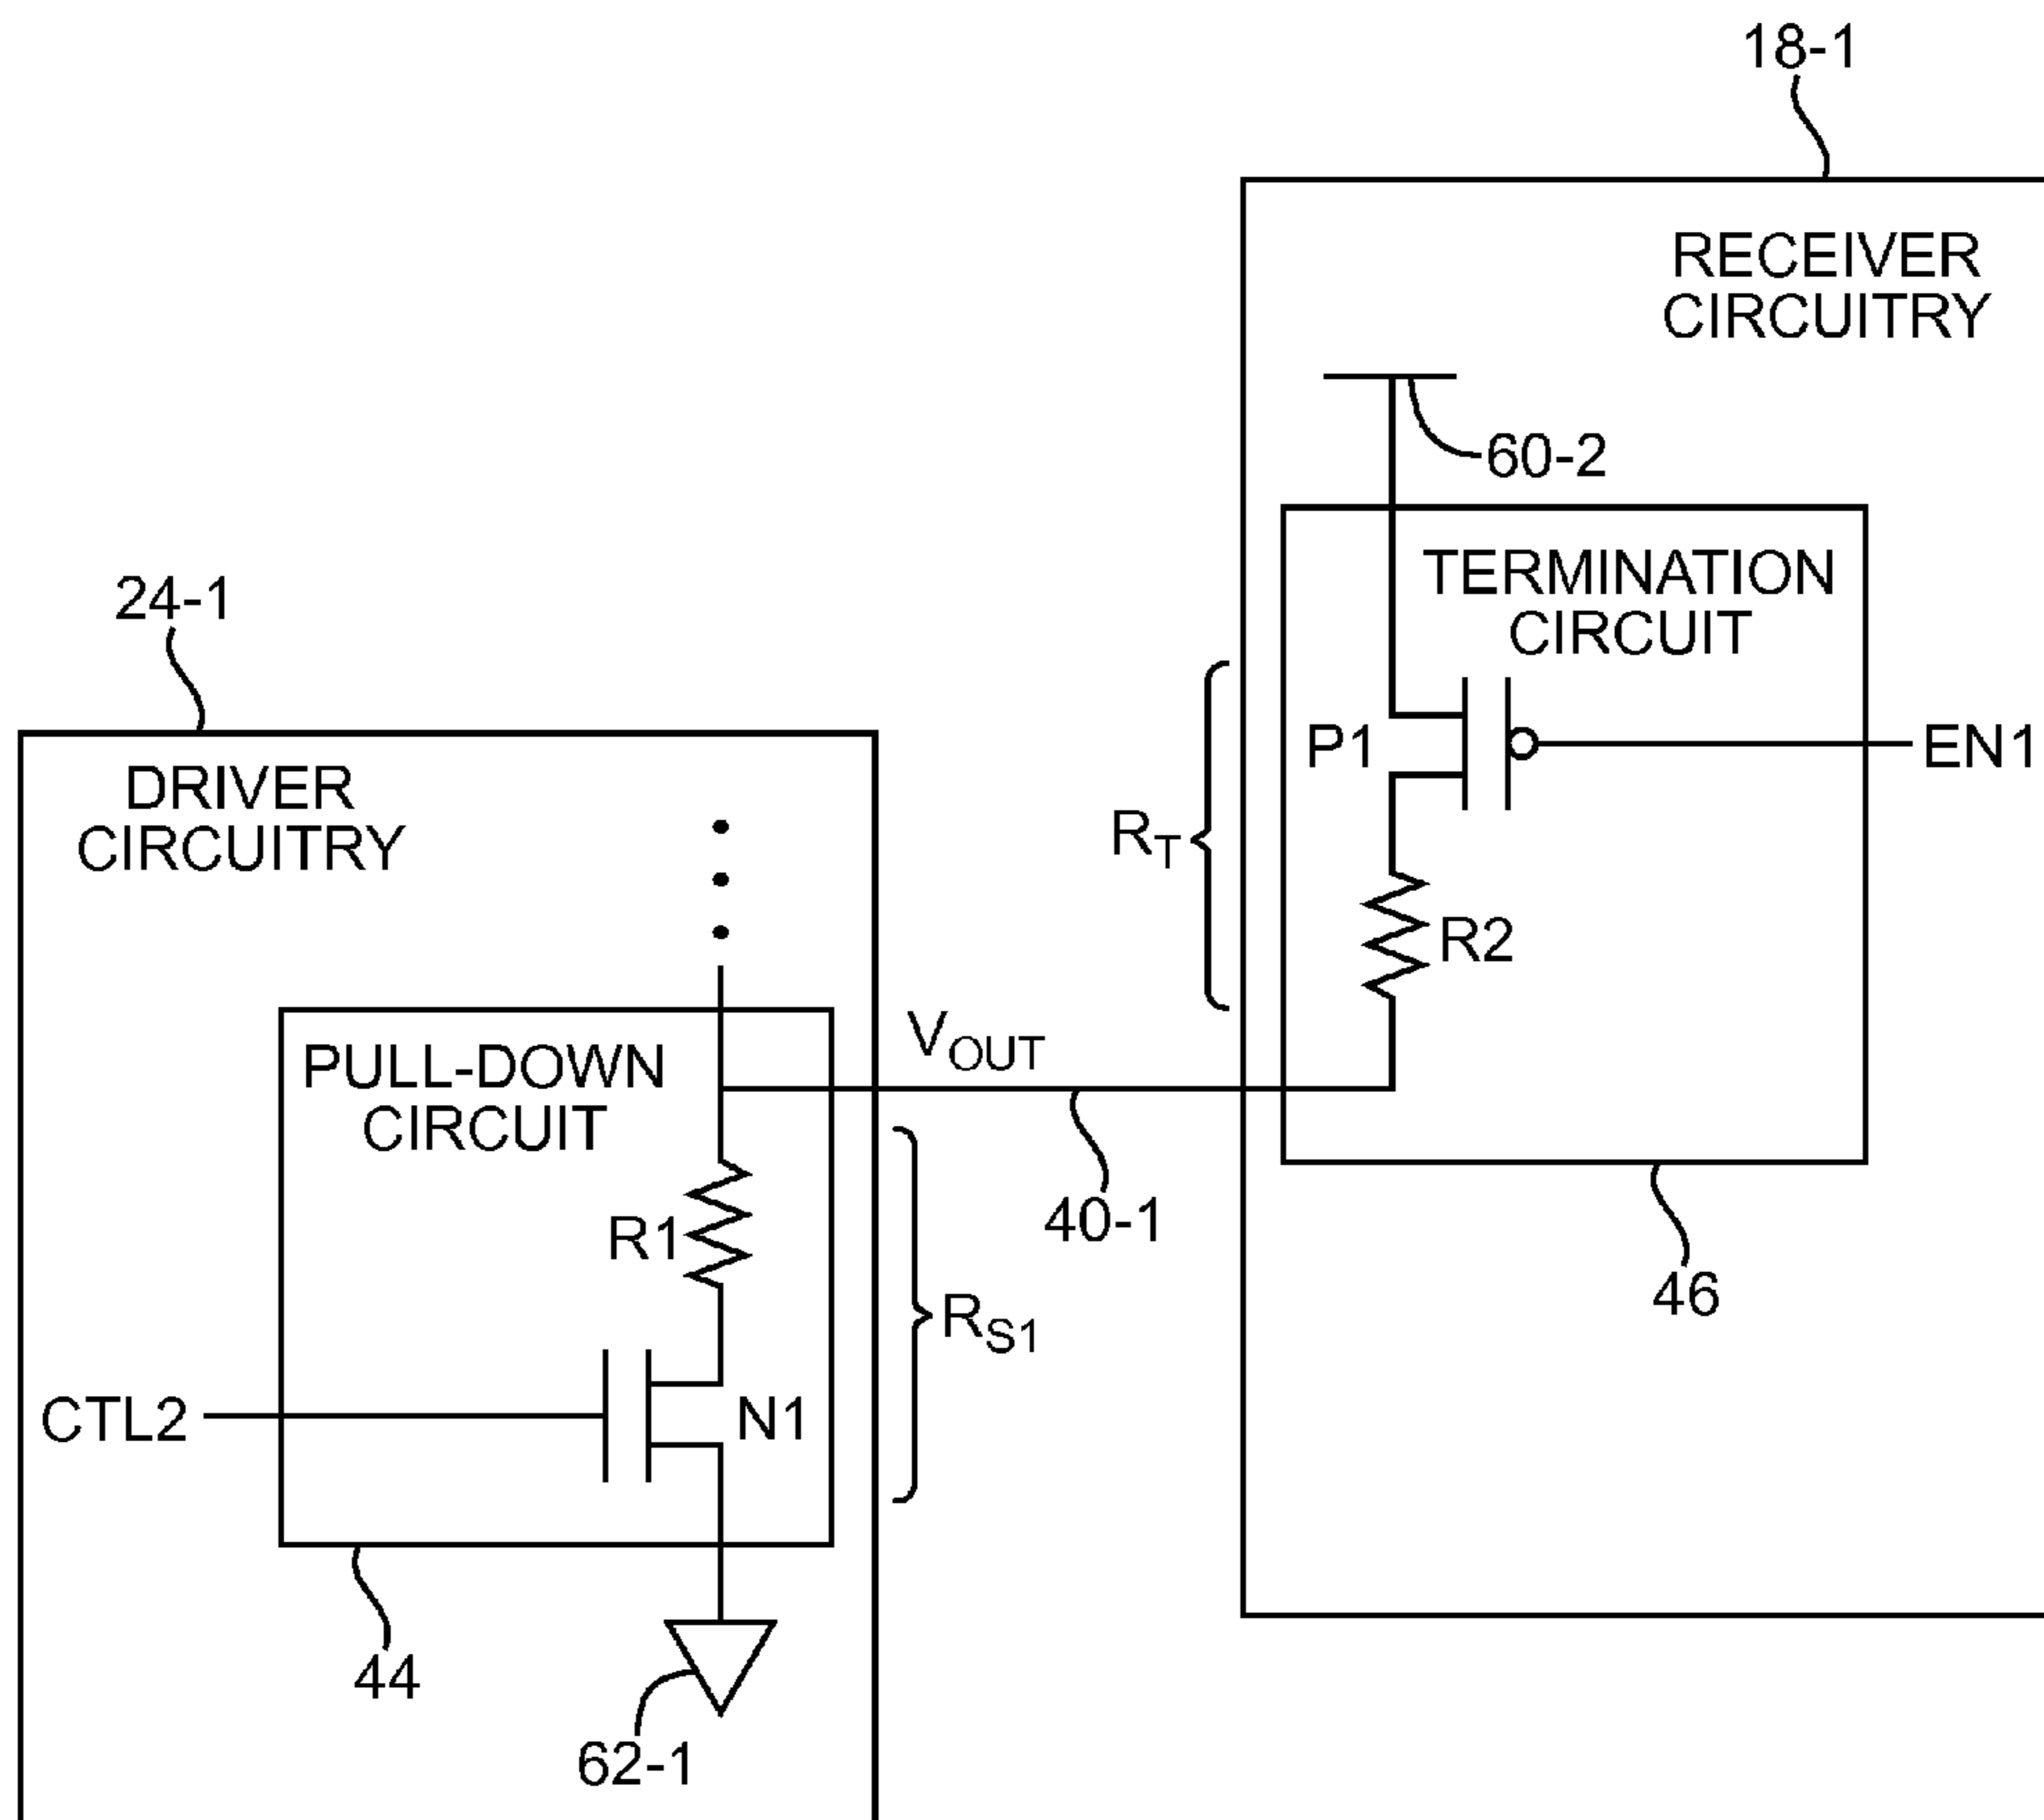 18-1
RECEIVER
CIRCUITRY
60-2
TERMINATION
CIRCUIT
P1
EN1
RT
R2
24-1
DRIVER
CIRCUITRY
PULL-DOWN
CIRCUIT
VOUT
R1
40-1
RS1
46
CTL2
N1
44
62-1